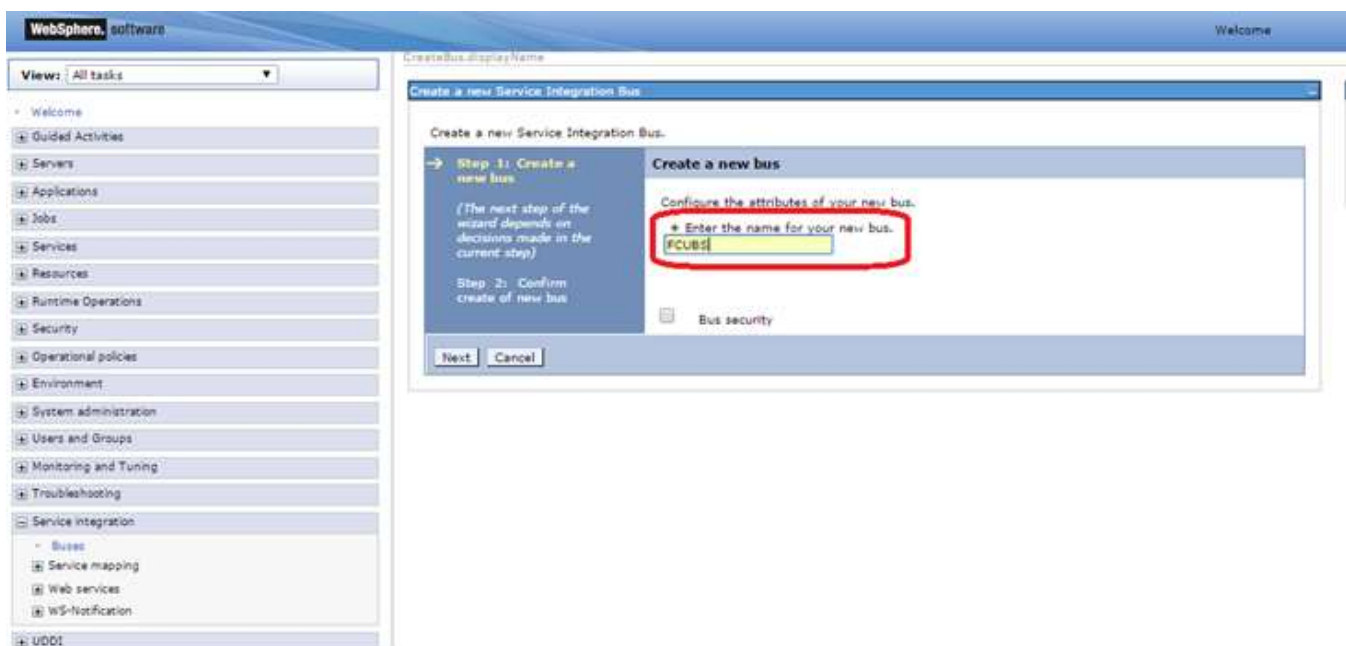 WebSphere. software
Welcome
View: All tasks
CreateBus.displayName
Create a new Service Integration Bus
Welcome
Guided Activities
Servers
Applications
Jobs
Services
Resources
Runtime Operations
Security
Operational policies
Environment
System administration
Users and Groups
Monitoring and Tuning
Troubleshooting
Service integration
Buses
Service mapping
Web services
WS-Notification
UDDI
Create a new Service Integration Bus.
Step 1: Create a
new bus
(The next step of the
wizard depends on
decisions made in the
current step)
Step 2: Confirm
create of new bus
Create a new bus
Configure the attributes of your new bus.
* Enter the name for your new bus.
FCUBS
Bus security
Next
Cancel